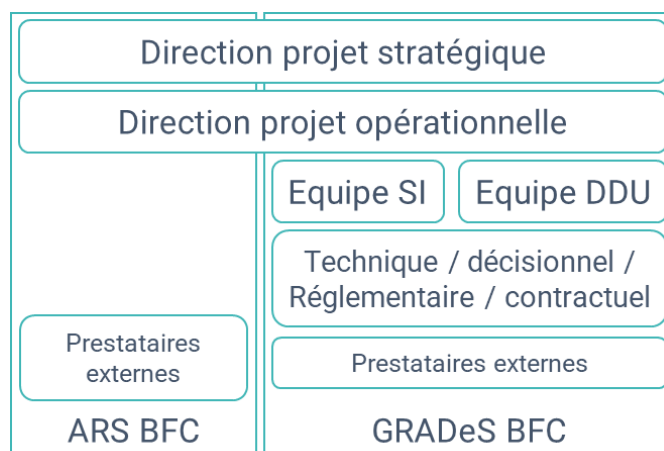 Direction projet stratégique
Direction projet opérationnelle
Equipe SI
Equipe DDU
Technique / décisionnel /
Réglementaire / contractuel
Prestataires
externes
Prestataires externes
ARS BFC
GRADeS BFC